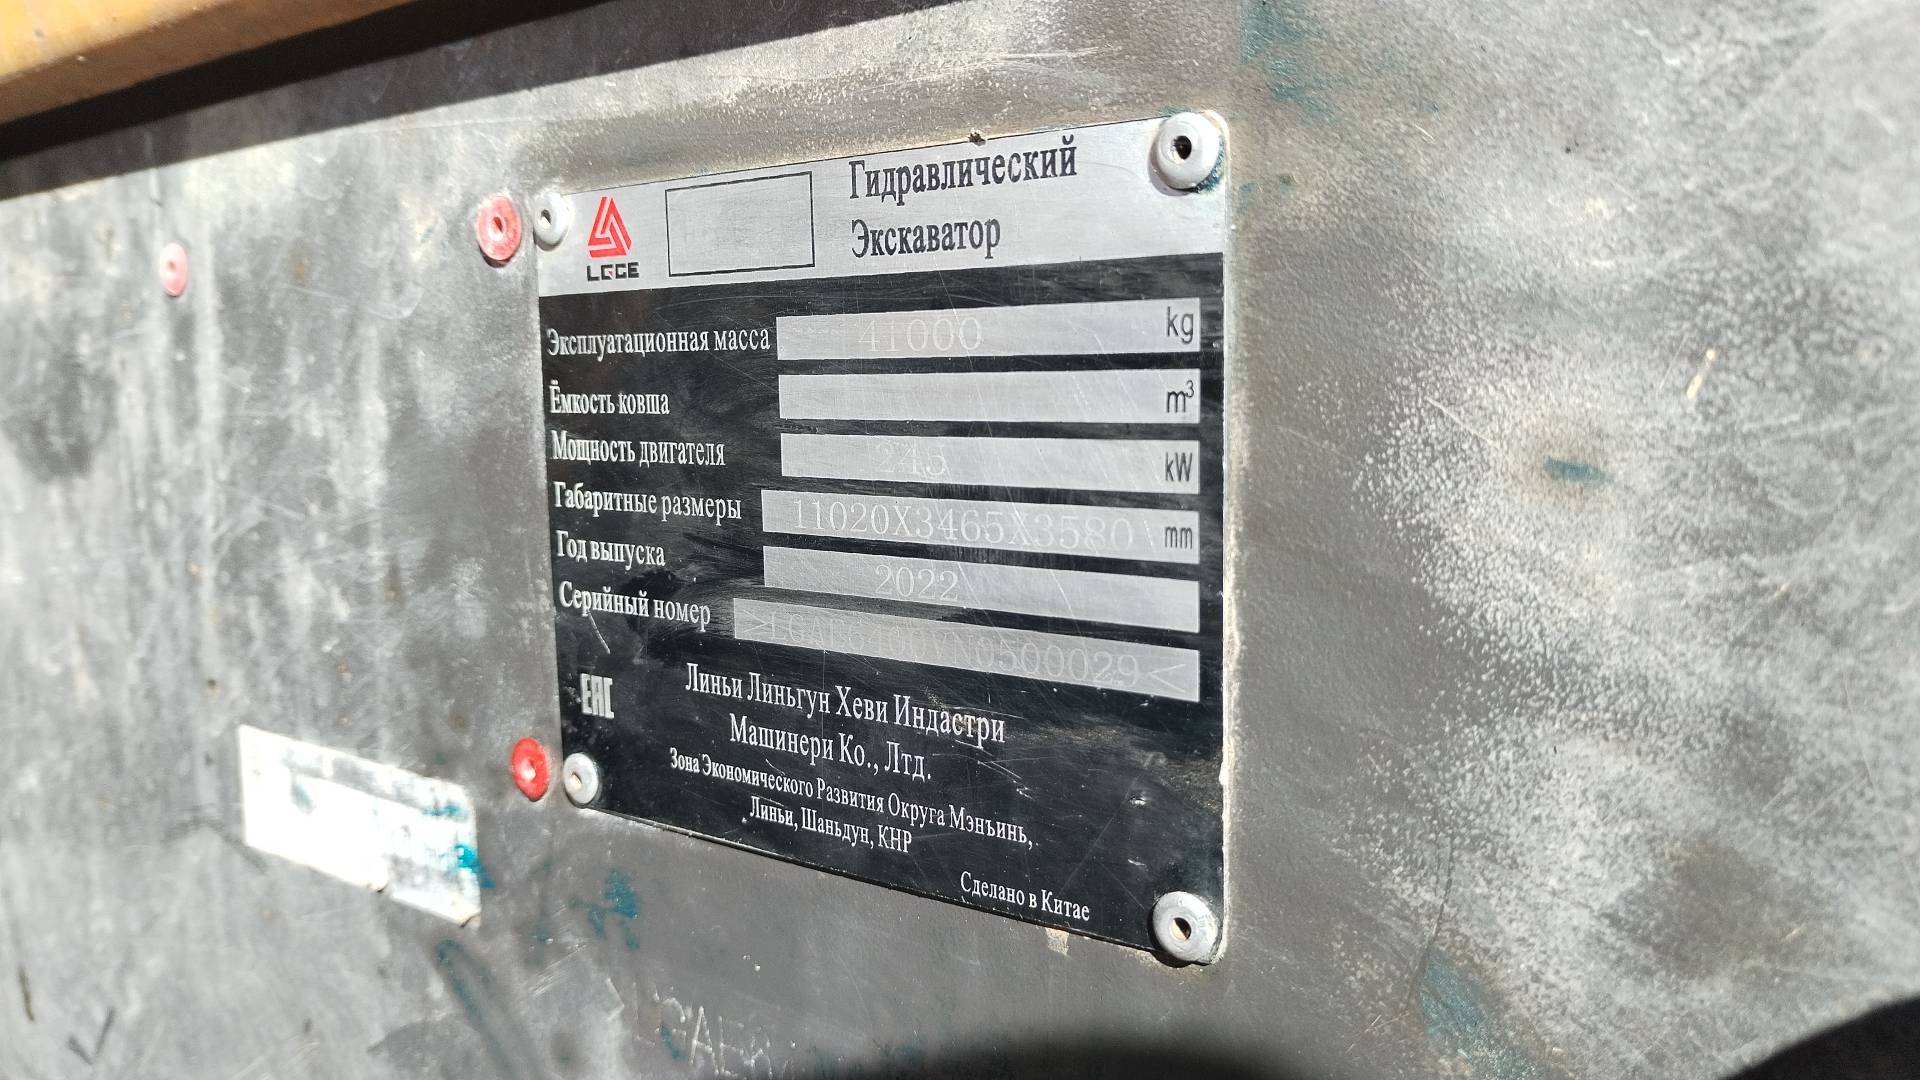 LGCE
Гидравлический
Экскаватор
Эксплуатационная масса 41000 kg
Ёмкость ковша m³
Мощность двигателя 245 kW
Габаритные размеры 11020X3465X3580 mm
Год выпуска 2022
Серийный номер
EAC
Линьи Линьгун Хеви Индастри
Машинери Ко., Лтд.
Зона Экономического Развития Округа Мэнъинь,
Линьи, Шаньдун, КНР
Сделано в Китае